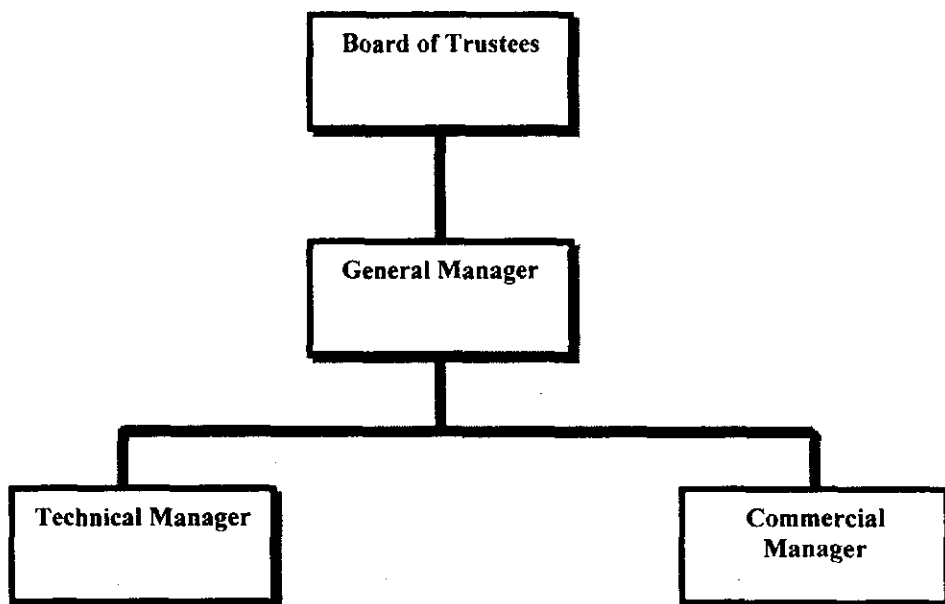 Board of Trustees
General Manager
Technical Manager
Commercial
Manager